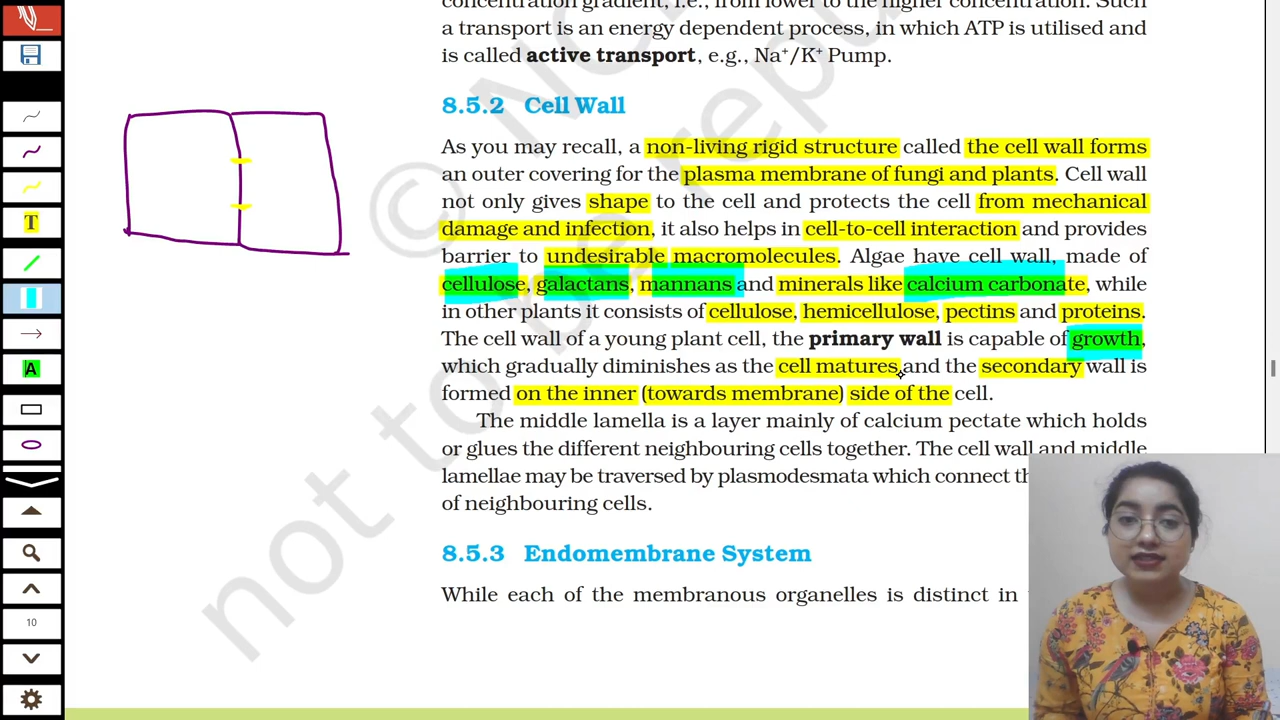 concentration gradient, i.e., from lower to the higher concentration. Such
a transport is an energy dependent process, in which ATP is utilised and
is called active transport, e.g., Na⁺/K⁺ Pump.
8.5.2 Cell Wall
As you may recall, a non-living rigid structure called the cell wall forms
an outer covering for the plasma membrane of fungi and plants. Cell wall
not only gives shape to the cell and protects the cell from mechanical
damage and infection, it also helps in cell-to-cell interaction and provides
barrier to undesirable macromolecules. Algae have cell wall, made of
cellulose, galactans, mannans and minerals like calcium carbonate, while
in other plants it consists of cellulose, hemicellulose, pectins and proteins.
The cell wall of a young plant cell, the primary wall is capable of growth,
which gradually diminishes as the cell matures and the secondary wall is
formed on the inner (towards membrane) side of the cell.
The middle lamella is a layer mainly of calcium pectate which holds
or glues the different neighbouring cells together. The cell wall and middle
lamellae may be traversed by plasmodesmata which connect
of neighbouring cells.
8.5.3 Endomembrane System
While each of the membranous organelles is distinct in
© NC
not to be repu
T
A
10